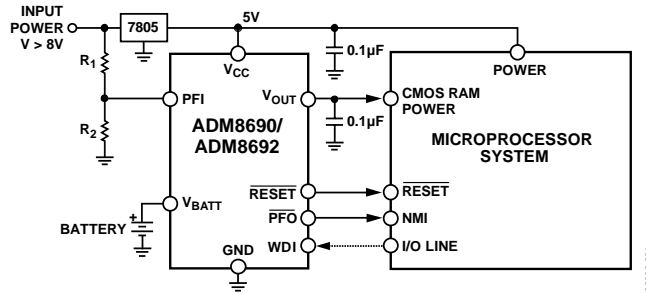 INPUT
POWER
V > 8V
7805
5V
R1
R2
0.1µF
VCC
PFI
VOUT
ADM8690/
ADM8692
0.1µF
POWER
CMOS RAM
POWER
MICROPROCESSOR
SYSTEM
VBATT
BATTERY
+
RESET
PFO
WDI
GND
RESET
NMI
I/O LINE